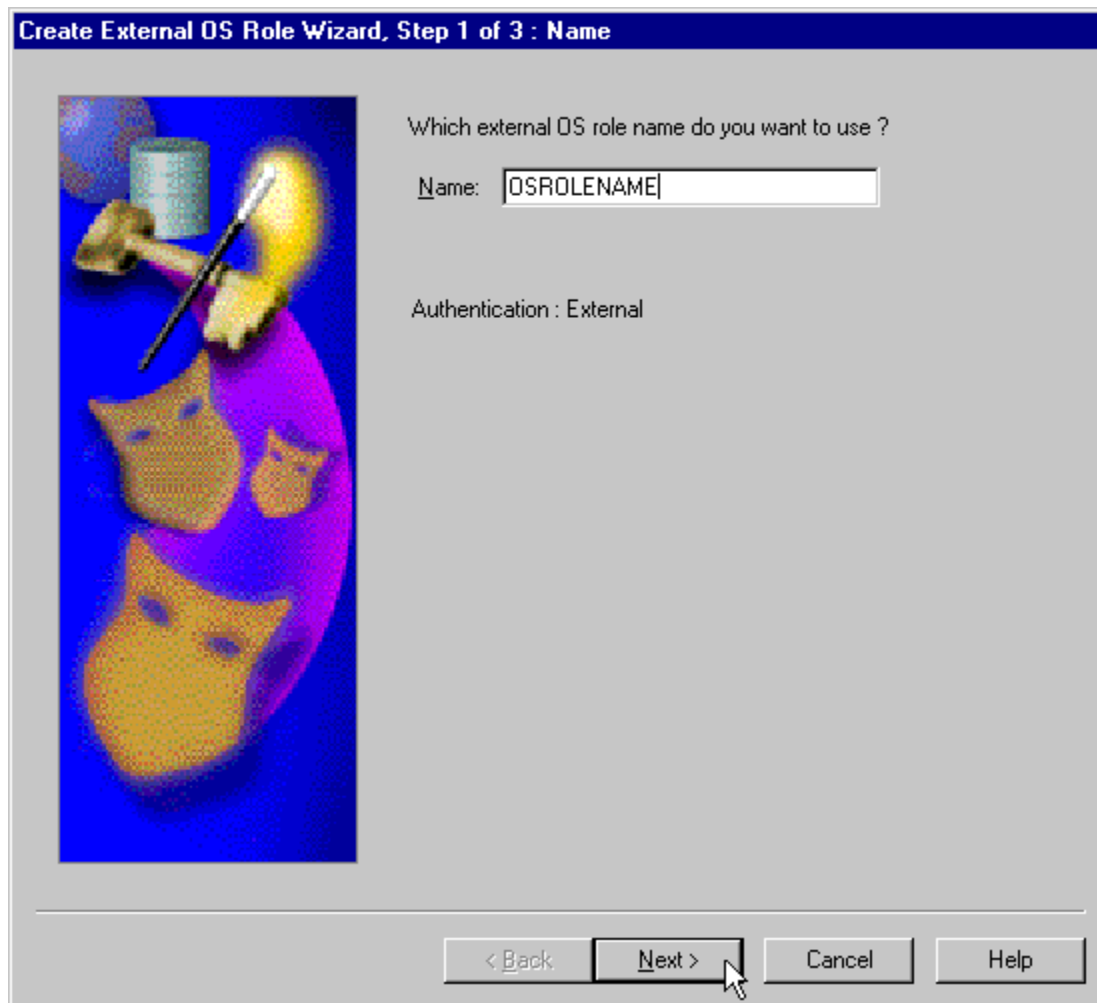 Create External OS Role Wizard, Step 1 of 3 : Name
Which external OS role name do you want to use ?
Name: OSROLENAME
Authentication : External
< Back Next > Cancel Help